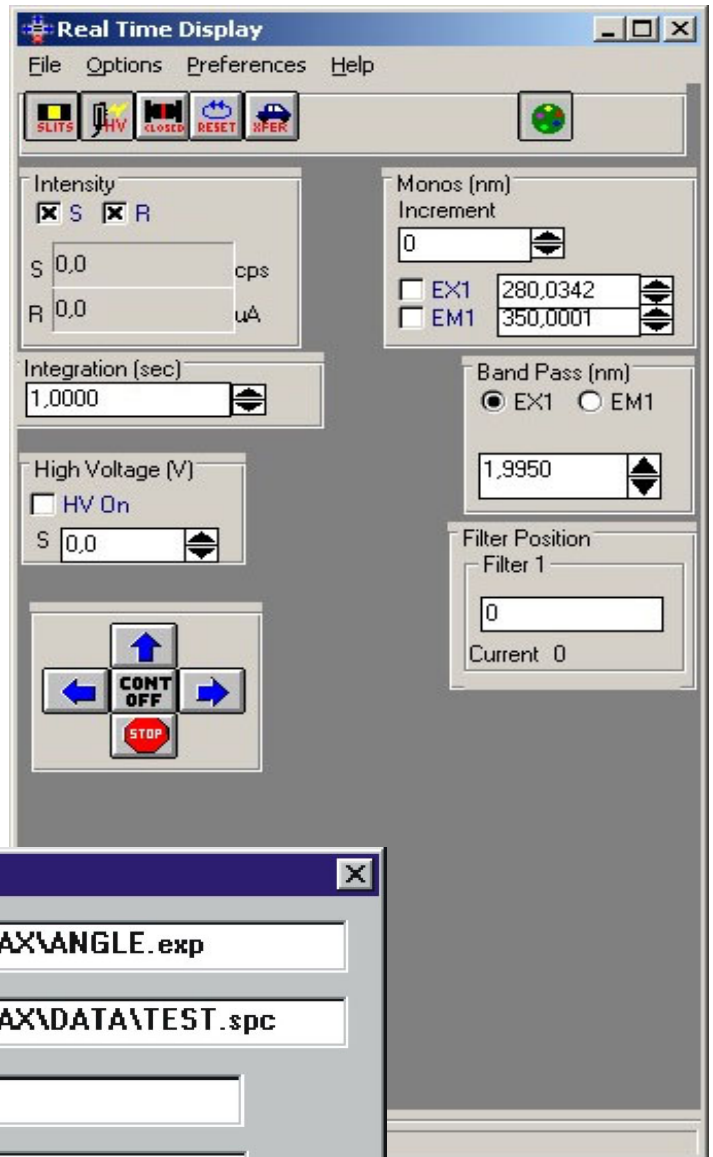 Real Time Display
File Options Preferences Help
SLITS HV CLOSED RESET XFER
Intensity
S R
S 0,0 cps
R 0,0 uA
Monos (nm)
Increment
0
EX1 280,0342
EM1 350,0001
Integration (sec)
1,0000
Band Pass (nm)
EX1 EM1
1,9950
High Voltage (V)
HV On
S 0,0
Filter Position
Filter 1
0
Current 0
CONT
OFF
STOP
AX\ANGLE.exp
AX\DATA\TEST.spc